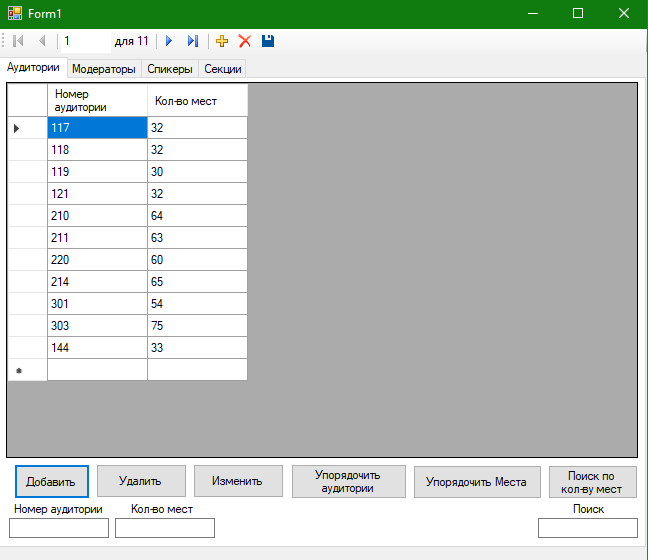 Form1
1 для 11
Аудитории Модераторы Спикеры Секции
Номер
аудитории
Кол-во мест
117 32
118 32
119 30
121 32
210 64
211 63
220 60
214 65
301 54
303 75
144 33
Добавить Удалить Изменить
Упорядочить
аудитории
Упорядочить Места
Поиск по
кол-ву мест
Номер аудитории Кол-во мест Поиск